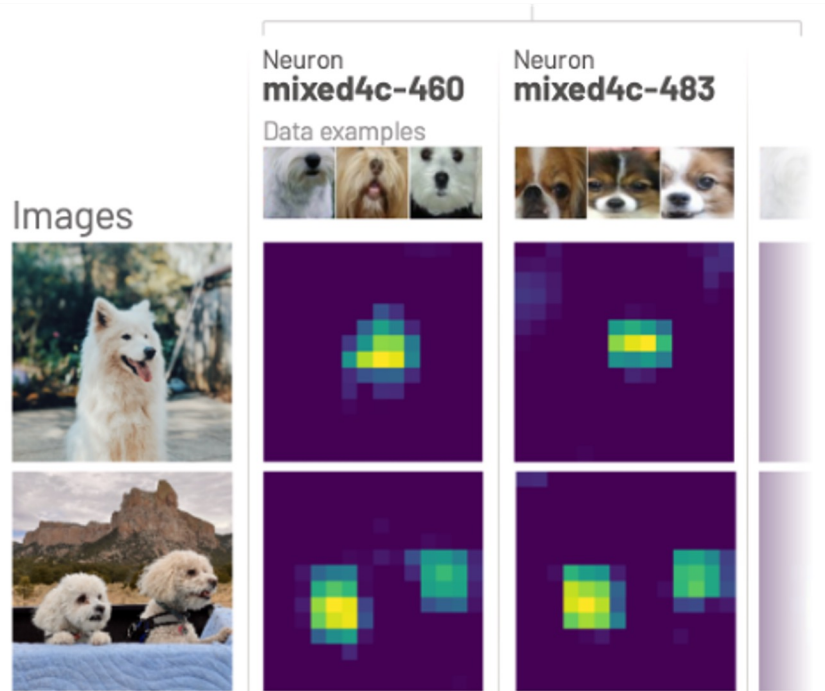 Neuron
mixed4c-460
Data examples
Neuron
mixed4c-483
Images